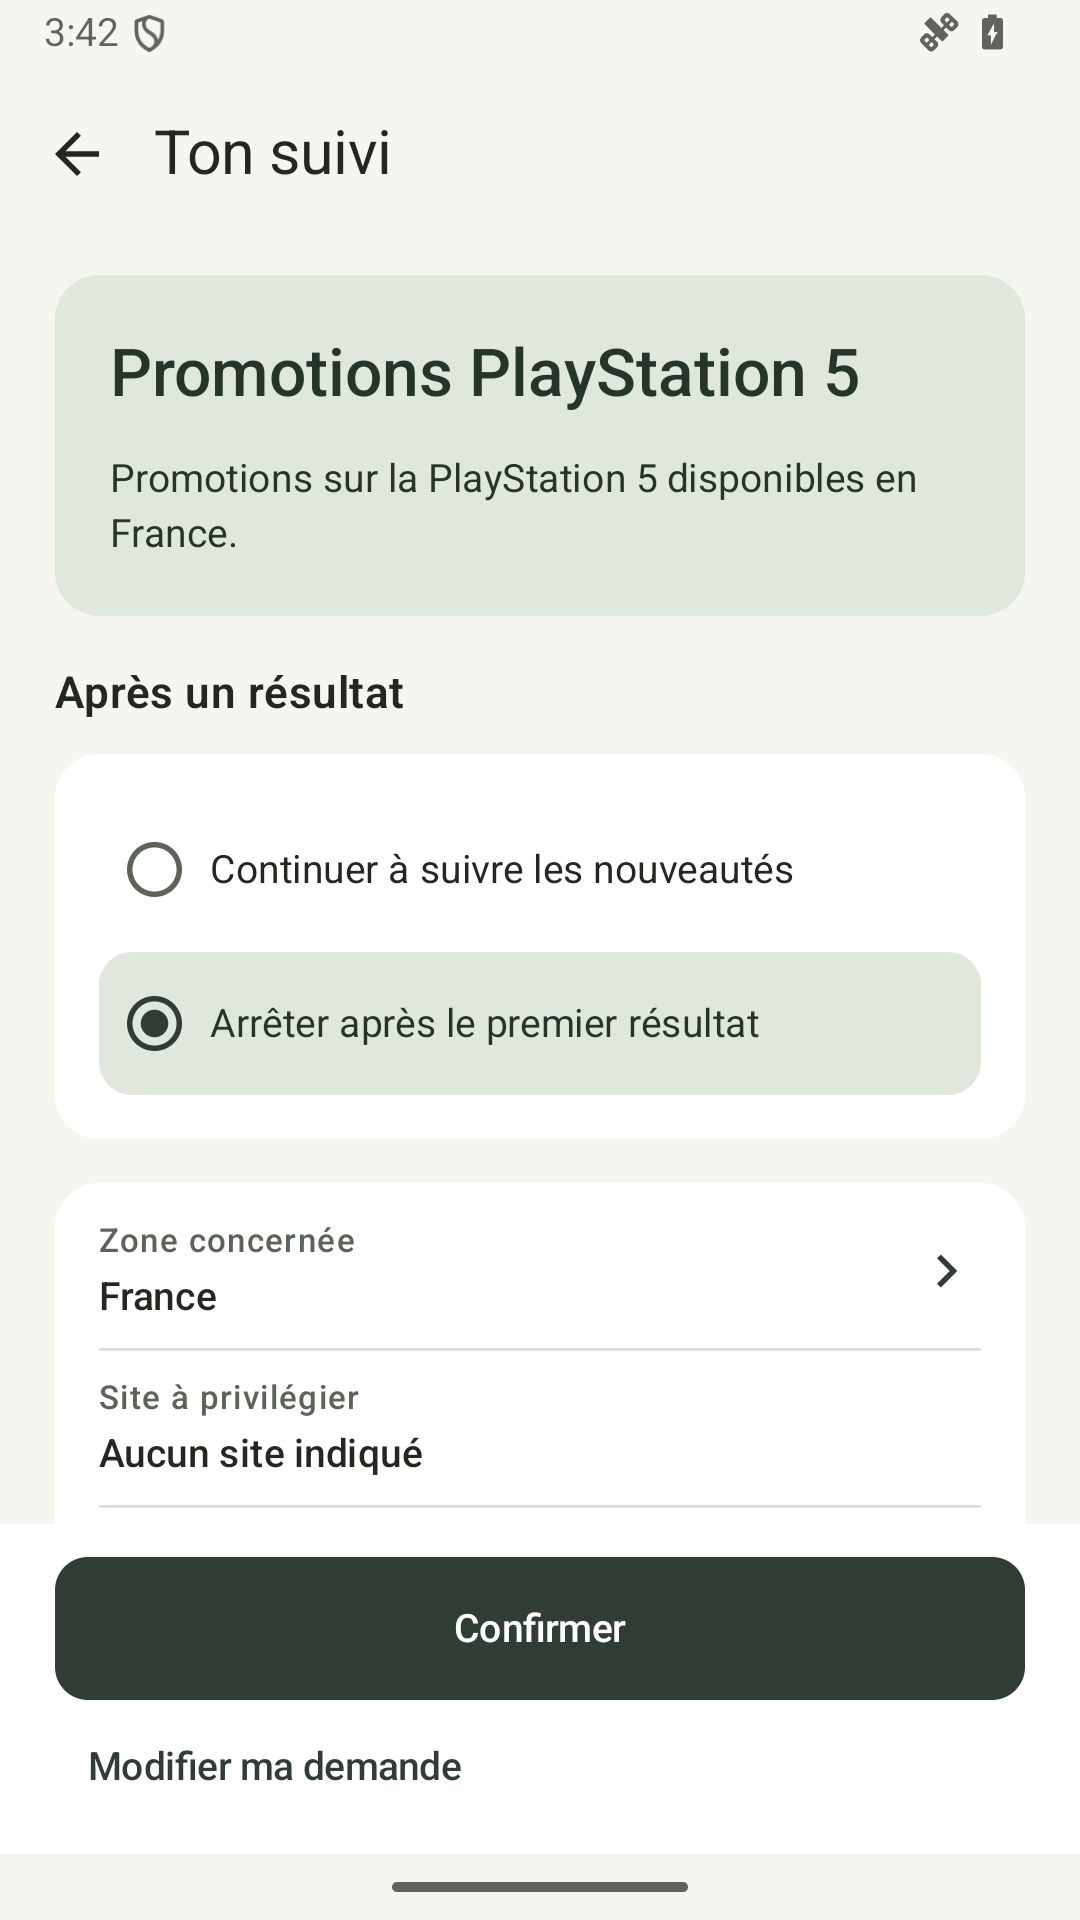 3:42
Ton suivi
Promotions PlayStation 5
Promotions sur la PlayStation 5 disponibles en
France.
Après un résultat
Continuer à suivre les nouveautés
Arrêter après le premier résultat
Zone concernée
France
Site à privilégier
Aucun site indiqué
Confirmer
Modifier ma demande